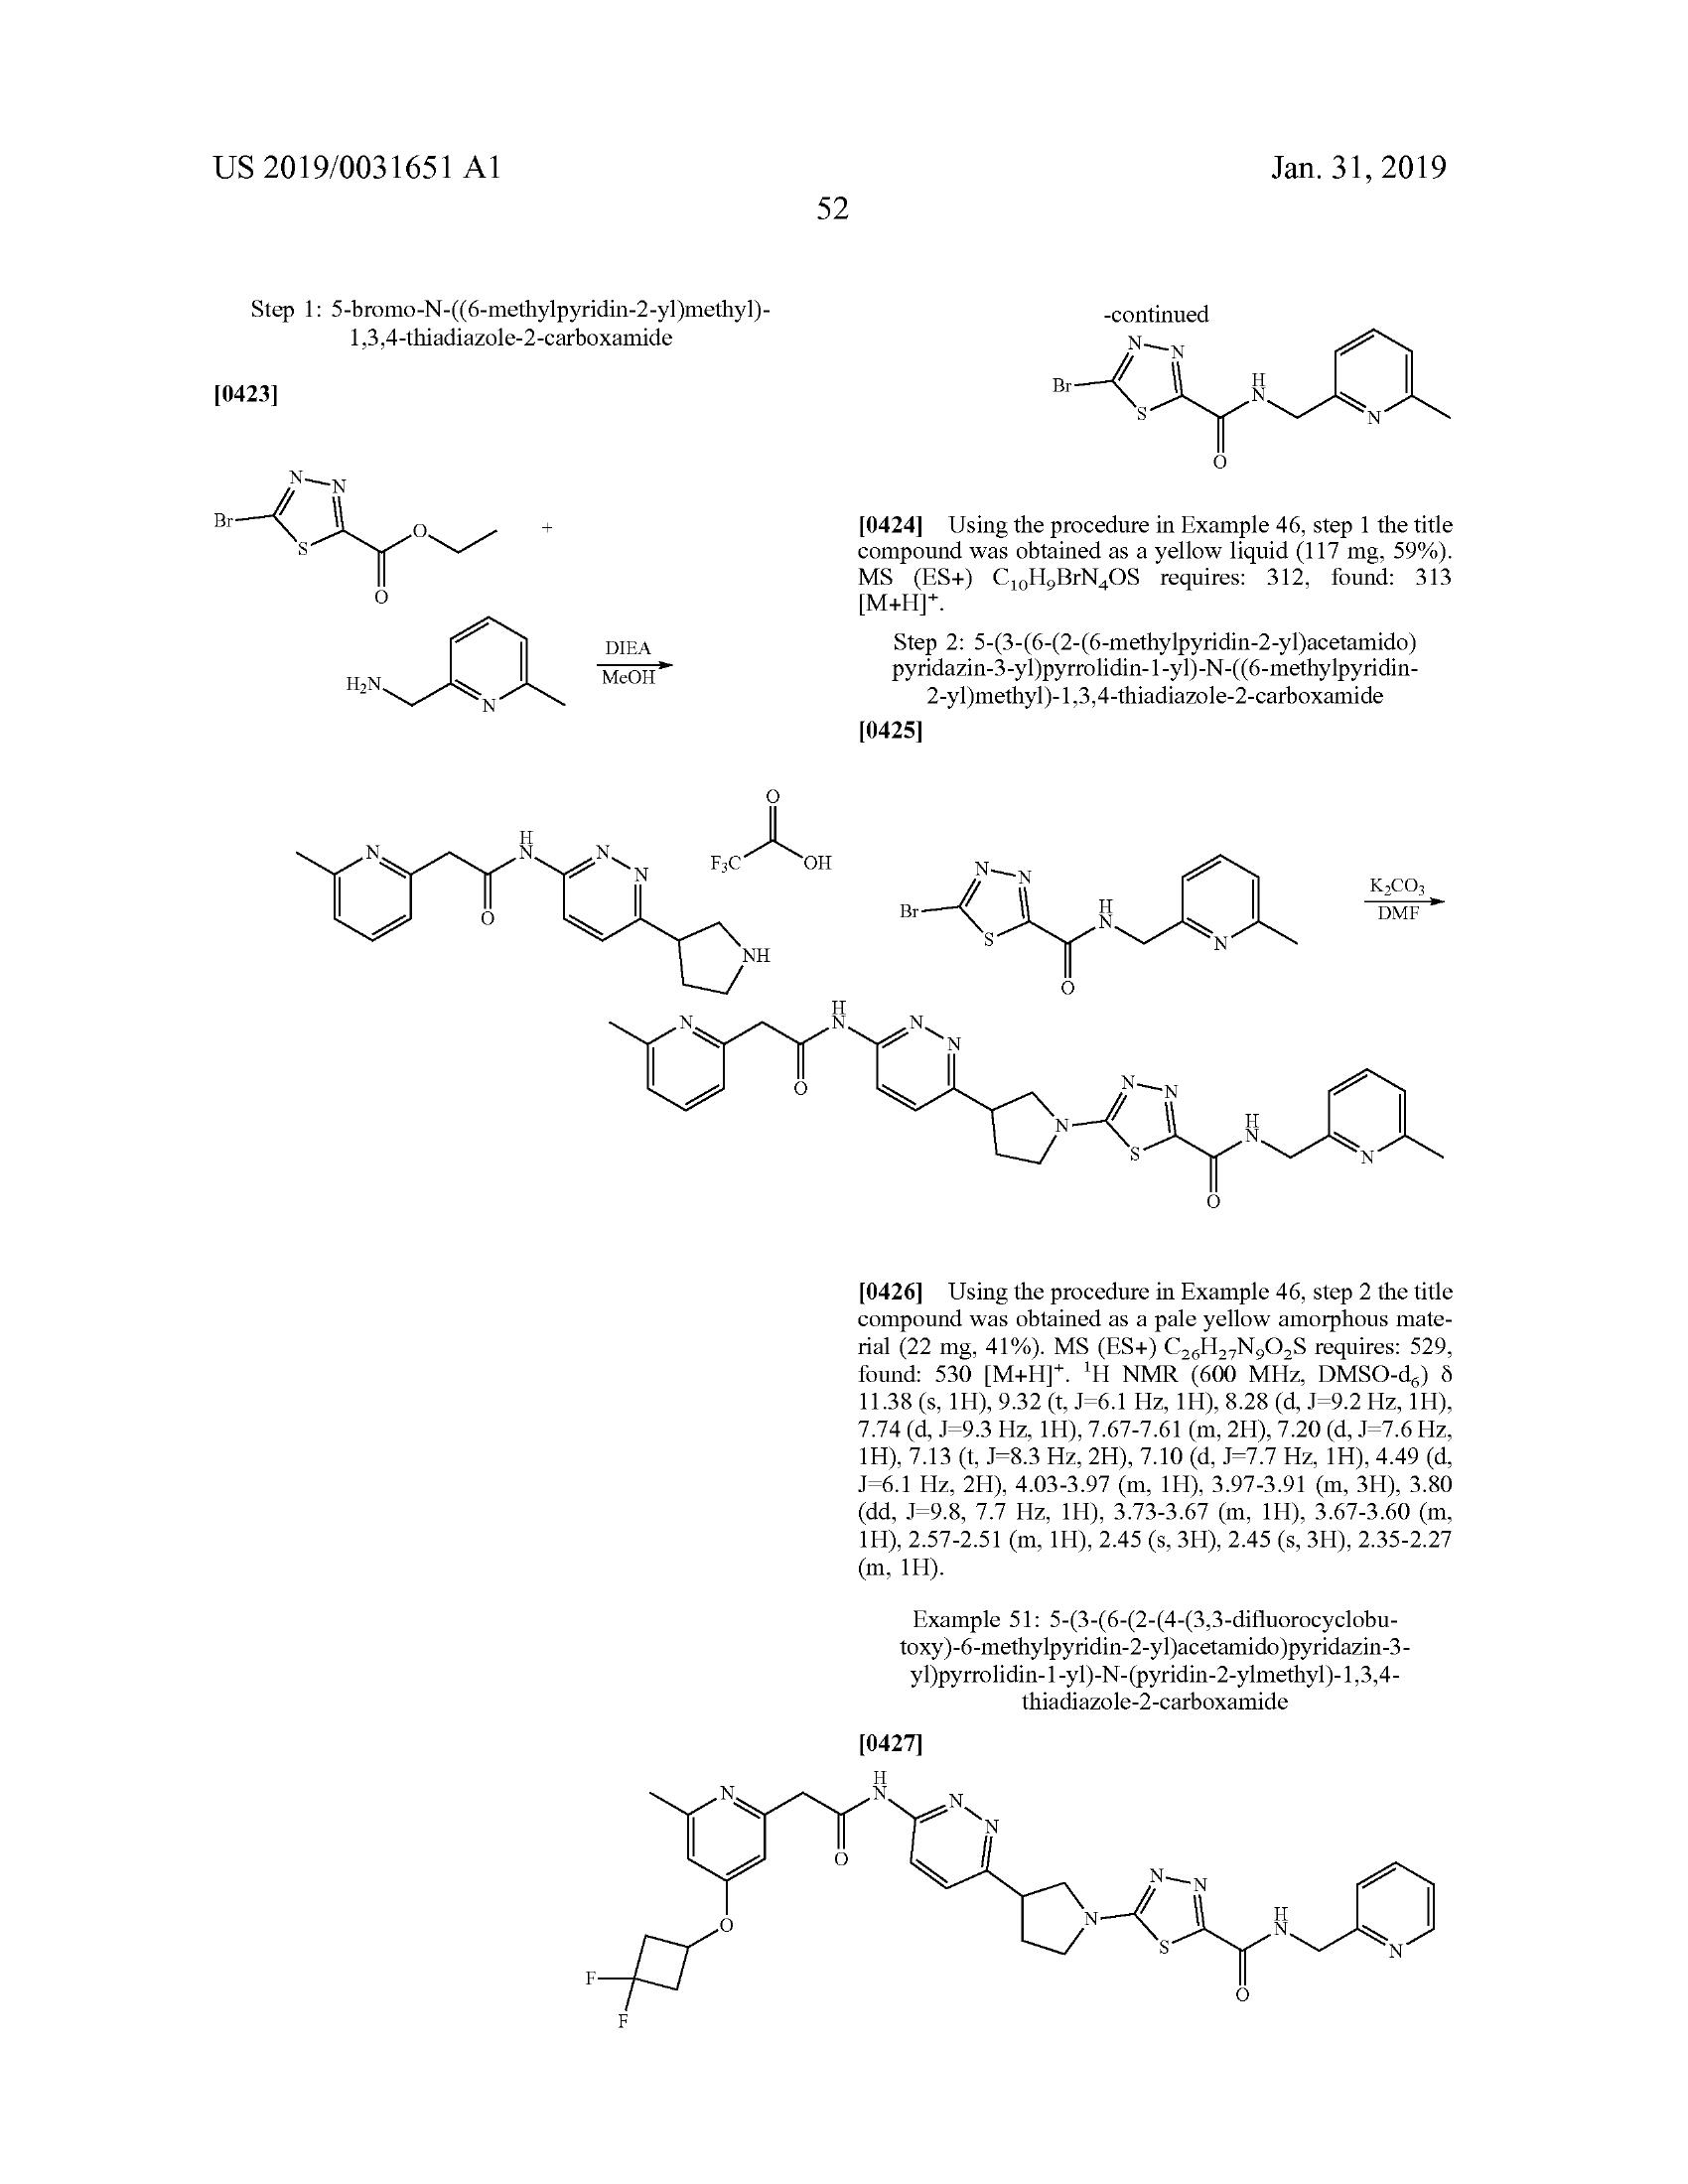 US 2019/0031651 A1
Jan. 31, 2019
52
Step 1: 5-bromo-N-((6-methylpyridin-2-yl)methyl)-
1,3,4-thiadiazole-2-carboxamide
[0423]
N
N
Br
S
O
O
+
H₂N
N
DIEA
MeOH
-continued
N
N
Br
S
H
N
O
N
[0424] Using the procedure in Example 46, step 1 the title
compound was obtained as a yellow liquid (117 mg, 59%).
MS (ES+) C₁₀H₉BrN₄OS requires: 312, found: 313
[M+H]⁺.
Step 2: 5-(3-(6-(2-(6-methylpyridin-2-yl)acetamido)
pyridazin-3-yl)pyrrolidin-1-yl)-N-((6-methylpyridin-
2-yl)methyl)-1,3,4-thiadiazole-2-carboxamide
[0425]
N
O
H
N
N
N
NH
O
F₃C
OH
N
N
Br
S
H
N
O
N
K₂CO₃
DMF
N
O
H
N
N
N
N
N
N
S
O
H
N
N
[0426] Using the procedure in Example 46, step 2 the title
compound was obtained as a pale yellow amorphous mate-
rial (22 mg, 41%). MS (ES+) C₂₆H₂₇N₉O₂S requires: 529,
found: 530 [M+H]⁺. ¹H NMR (600 MHz, DMSO-d₆) δ
11.38 (s, 1H), 9.32 (t, J=6.1 Hz, 1H), 8.28 (d, J=9.2 Hz, 1H),
7.74 (d, J=9.3 Hz, 1H), 7.67-7.61 (m, 2H), 7.20 (d, J=7.6 Hz,
1H), 7.13 (t, J=8.3 Hz, 2H), 7.10 (d, J=7.7 Hz, 1H), 4.49 (d,
J=6.1 Hz, 2H), 4.03-3.97 (m, 1H), 3.97-3.91 (m, 3H), 3.80
(dd, J=9.8, 7.7 Hz, 1H), 3.73-3.67 (m, 1H), 3.67-3.60 (m,
1H), 2.57-2.51 (m, 1H), 2.45 (s, 3H), 2.45 (s, 3H), 2.35-2.27
(m, 1H).
Example 51: 5-(3-(6-(2-(4-(3,3-difluorocyclobu-
toxy)-6-methylpyridin-2-yl)acetamido)pyridazin-3-
yl)pyrrolidin-1-yl)-N-(pyridin-2-ylmethyl)-1,3,4-
thiadiazole-2-carboxamide
[0427]
N
O
H
N
N
N
N
N
N
S
O
H
N
N
O
F
F